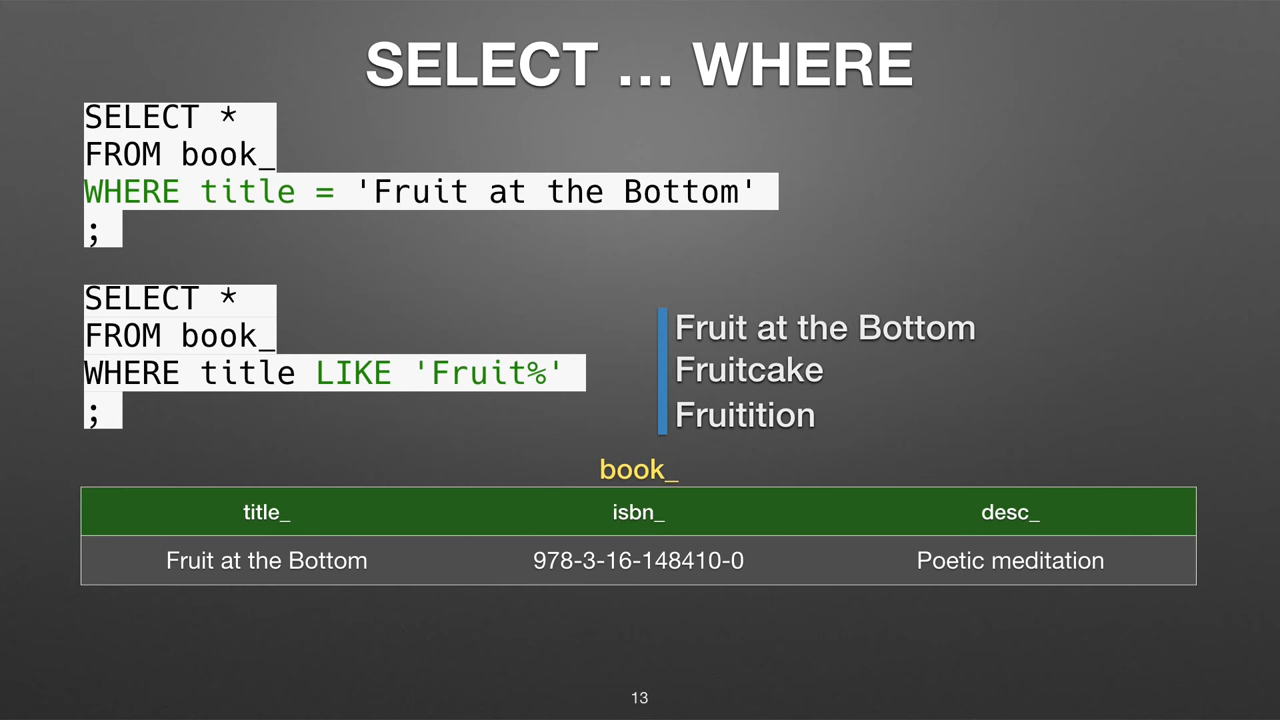 SELECT ... WHERE
SELECT *
FROM book_
WHERE title = 'Fruit at the Bottom'
;
SELECT *
FROM book_
WHERE title LIKE 'Fruit%'
;
Fruit at the Bottom
Fruitcake
Fruitition
book_
title_ isbn_ desc_
Fruit at the Bottom 978-3-16-148410-0 Poetic meditation
13